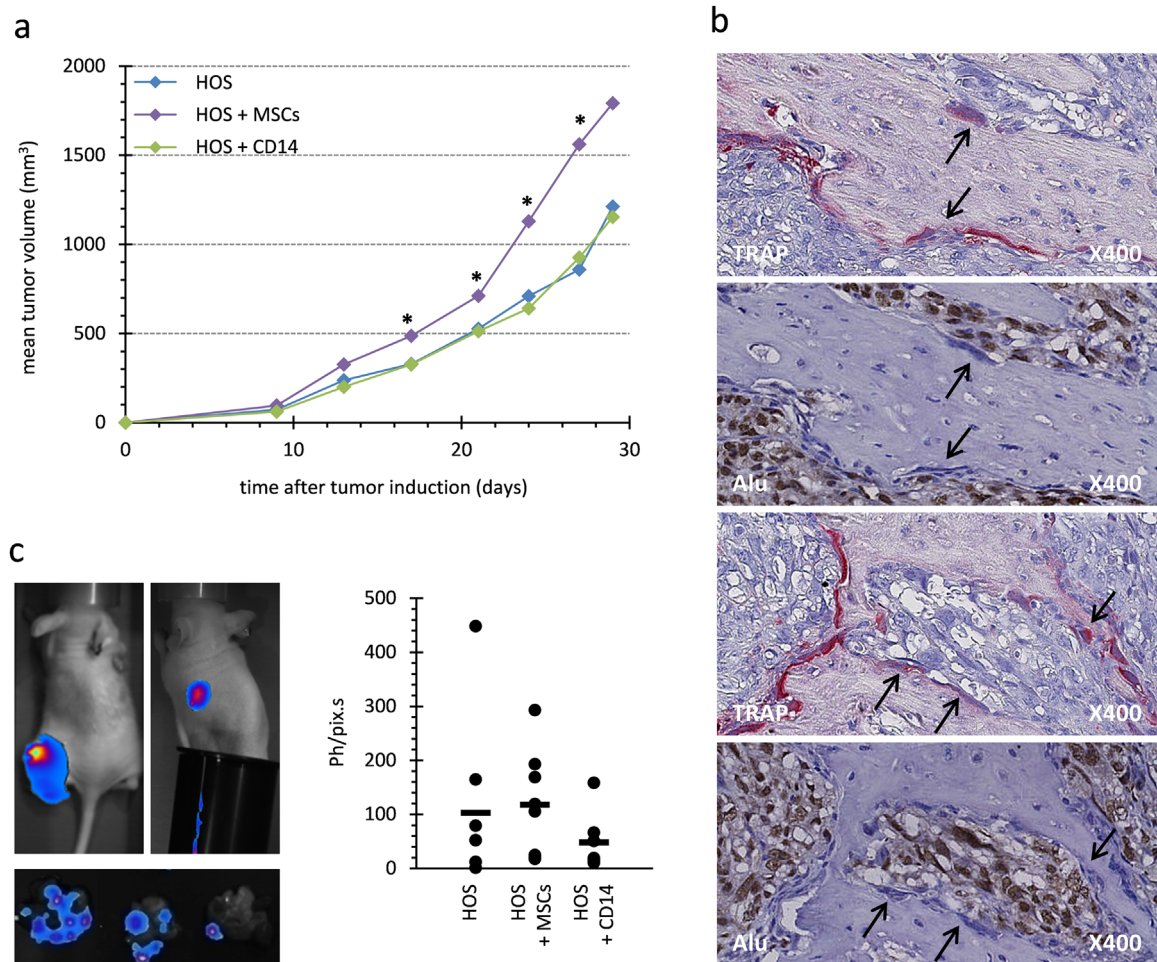 a
2000
1500
1000
500
0
HOS
HOS + MSCs
HOS + CD14
*
*
*
*
0
10
20
30
mean tumor volume (mm³)
time after tumor induction (days)
b
TRAP
X400
Alu
X400
TRAP
X400
Alu
X400
c
500
400
300
200
100
0
Ph/pix.s
HOS
HOS
+ MSCs
HOS
+ CD14